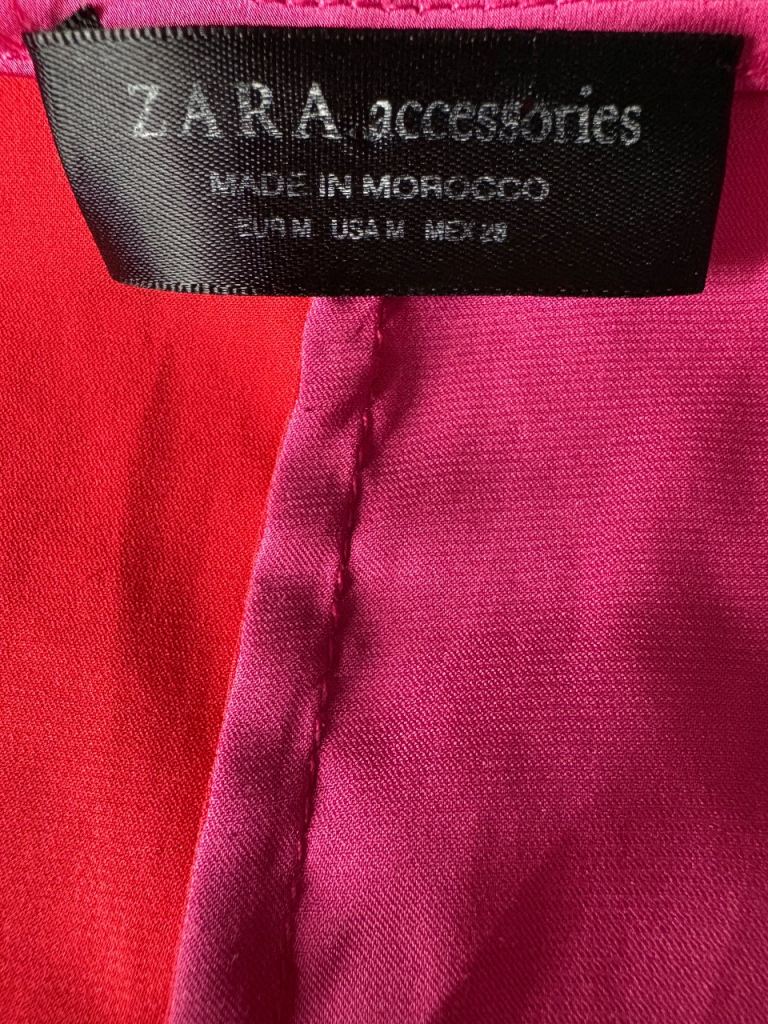 ZARA accessories
MADE IN MOROCCO
EUR M USA M MEX 28